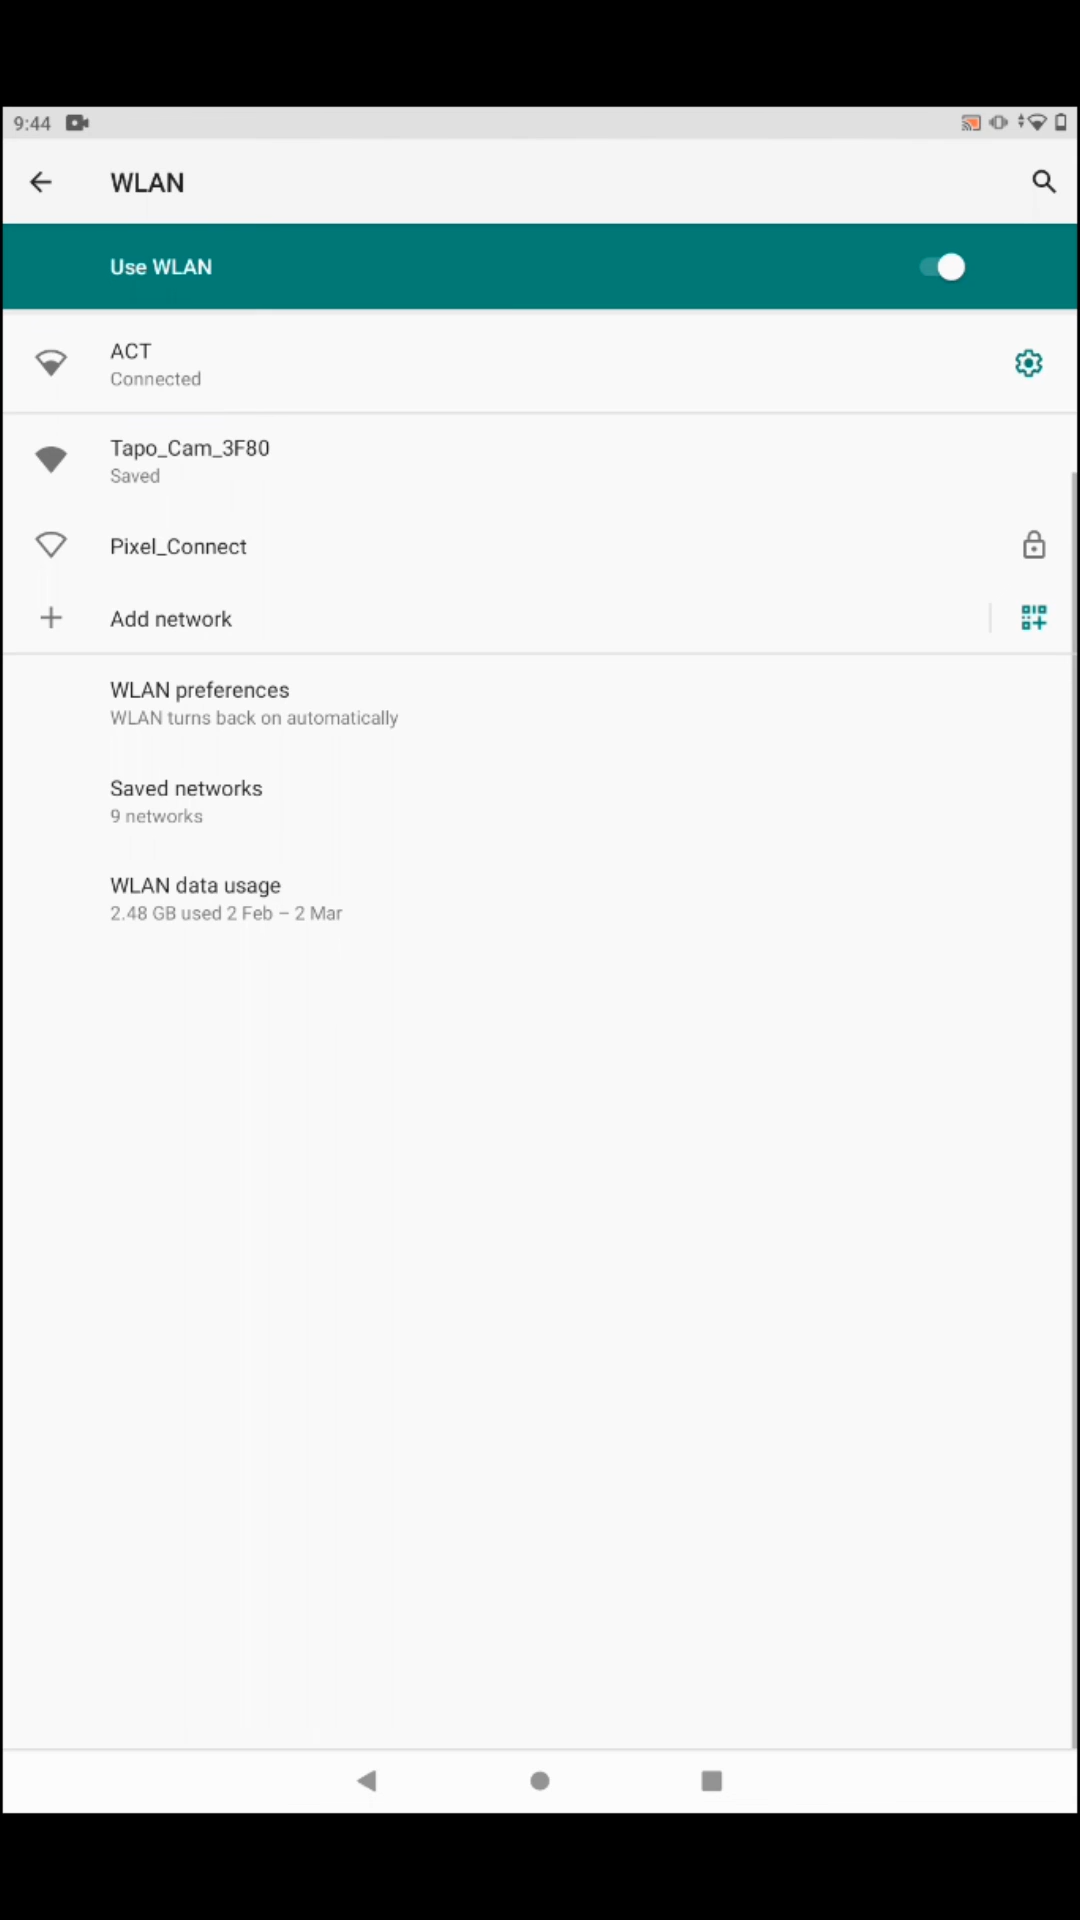 9:44
WLAN
Use WLAN
ACT
Connected
Tapo_Cam_3F80
Saved
Pixel_Connect
Add network
WLAN preferences
WLAN turns back on automatically
Saved networks
9 networks
WLAN data usage
2.48 GB used 2 Feb – 2 Mar